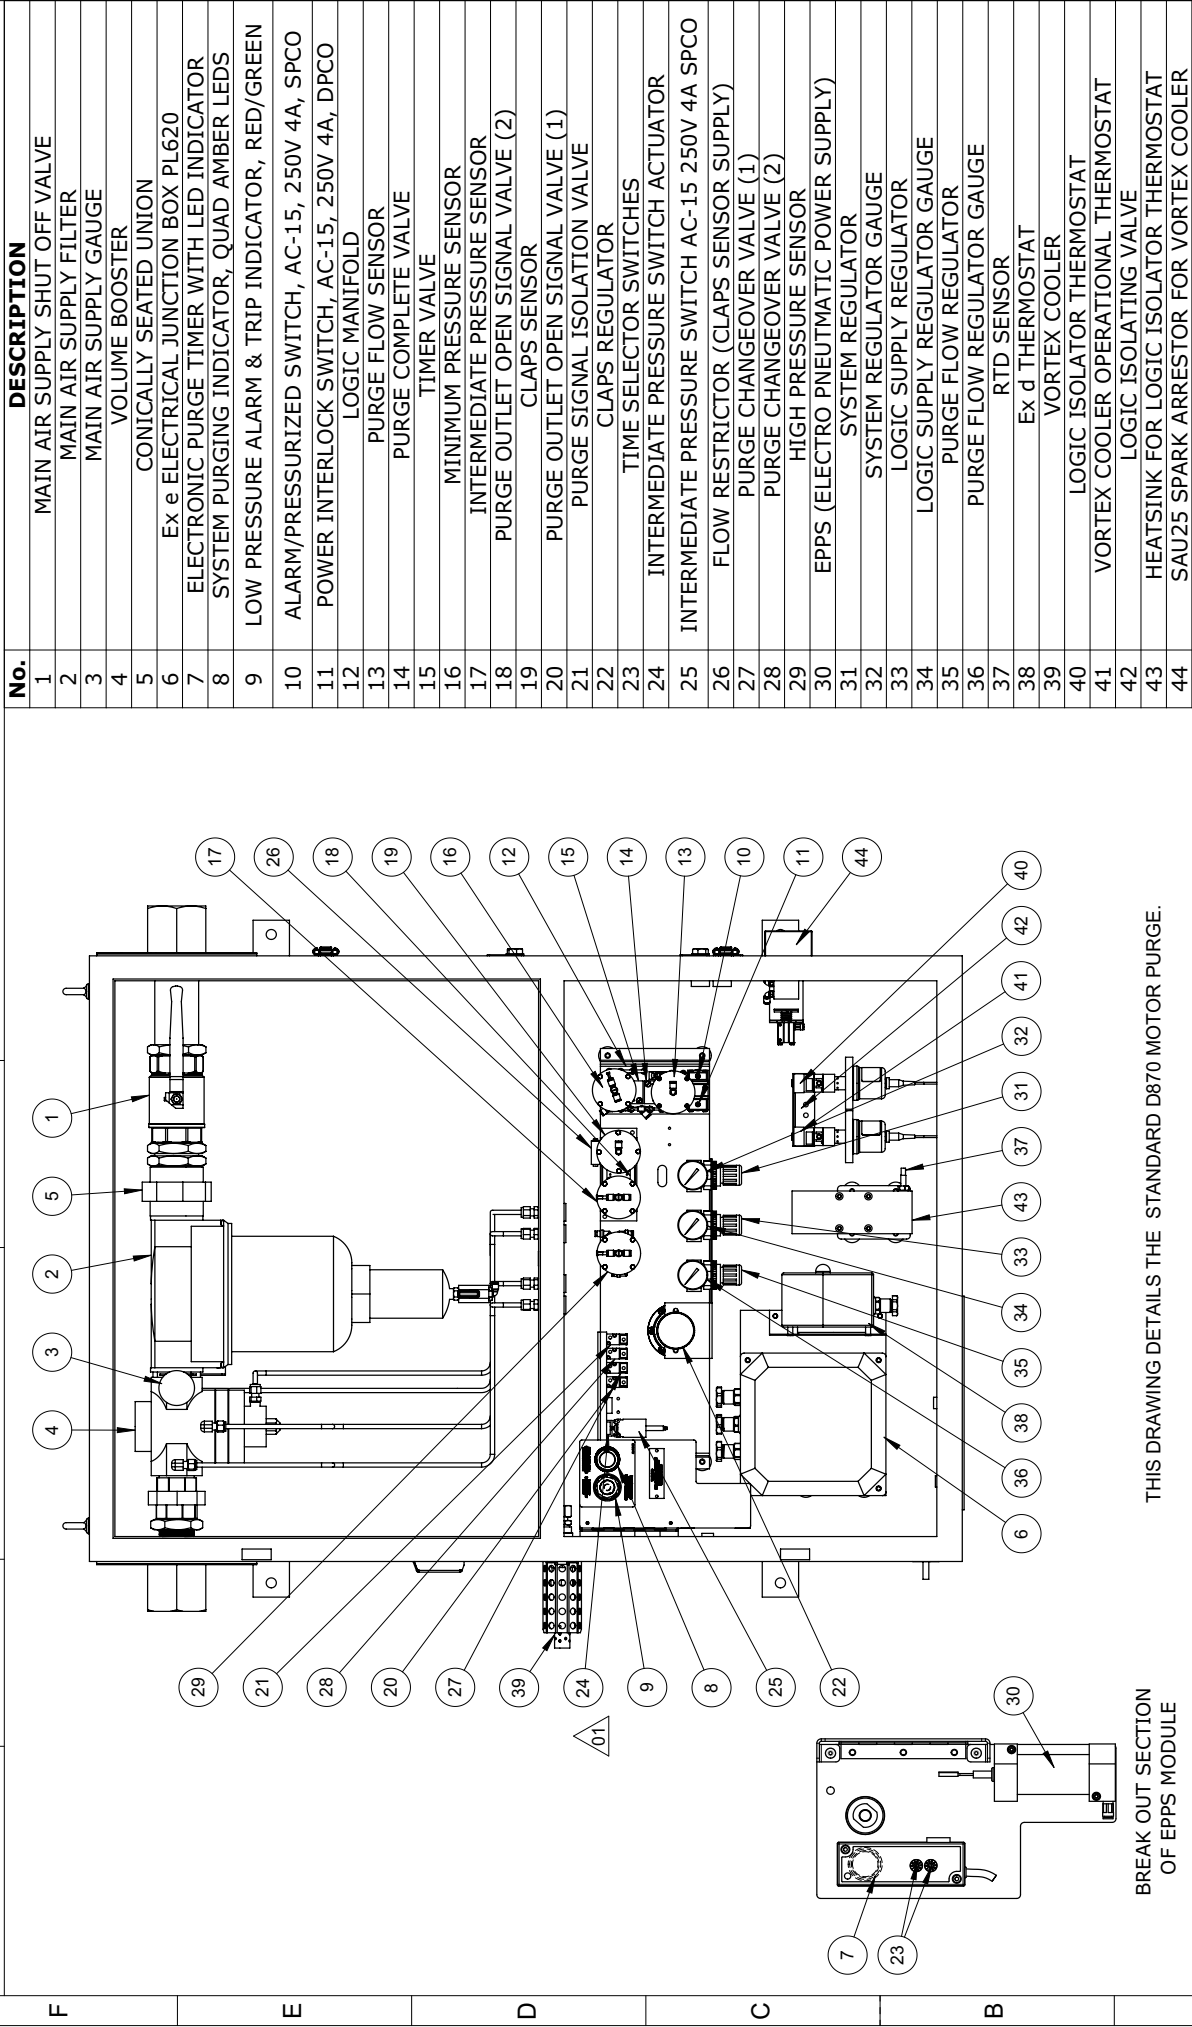 No. DESCRIPTION
1 MAIN AIR SUPPLY SHUT OFF VALVE
2 MAIN AIR SUPPLY FILTER
3 MAIN AIR SUPPLY GAUGE
4 VOLUME BOOSTER
5 CONICALLY SEATED UNION
6 Ex e ELECTRICAL JUNCTION BOX PL620
7 ELECTRONIC PURGE TIMER WITH LED INDICATOR
8 SYSTEM PURGING INDICATOR, QUAD AMBER LEDS
9 LOW PRESSURE ALARM & TRIP INDICATOR, RED/GREEN
10 ALARM/PRESSURIZED SWITCH, AC-15, 250V 4A, SPCO
11 POWER INTERLOCK SWITCH, AC-15, 250V 4A, DPCO
12 LOGIC MANIFOLD
13 PURGE FLOW SENSOR
14 PURGE COMPLETE VALVE
15 TIMER VALVE
16 MINIMUM PRESSURE SENSOR
17 INTERMEDIATE PRESSURE SENSOR
18 PURGE OUTLET OPEN SIGNAL VALVE (2)
19 CLAPS SENSOR
20 PURGE OUTLET OPEN SIGNAL VALVE (1)
21 PURGE SIGNAL ISOLATION VALVE
22 CLAPS REGULATOR
23 TIME SELECTOR SWITCHES
24 INTERMEDIATE PRESSURE SWITCH ACTUATOR
25 INTERMEDIATE PRESSURE SWITCH AC-15 250V 4A SPCO
26 FLOW RESTRICTOR (CLAPS SENSOR SUPPLY)
27 PURGE CHANGEOVER VALVE (1)
28 PURGE CHANGEOVER VALVE (2)
29 HIGH PRESSURE SENSOR
30 EPPS (ELECTRO PNEUTMATIC POWER SUPPLY)
31 SYSTEM REGULATOR
32 SYSTEM REGULATOR GAUGE
33 LOGIC SUPPLY REGULATOR
34 LOGIC SUPPLY REGULATOR GAUGE
35 PURGE FLOW REGULATOR
36 PURGE FLOW REGULATOR GAUGE
37 RTD SENSOR
38 Ex d THERMOSTAT
39 VORTEX COOLER
40 LOGIC ISOLATOR THERMOSTAT
41 VORTEX COOLER OPERATIONAL THERMOSTAT
42 LOGIC ISOLATING VALVE
43 HEATSINK FOR LOGIC ISOLATOR THERMOSTAT
44 SAU25 SPARK ARRESTOR FOR VORTEX COOLER
4
3
2
5
1
17
26
18
19
16
12
15
14
13
10
11
44
40
42
41
32
31
37
43
33
34
35
38
36
6
29
21
28
20
27
39
24
9
8
25
22
01
30
7
23
BREAK OUT SECTION
OF EPPS MODULE
THIS DRAWING DETAILS THE STANDARD D870 MOTOR PURGE.
F
E
D
C
B